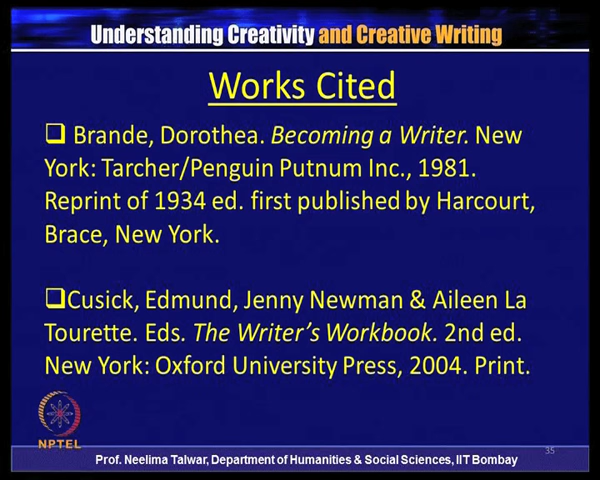 Understanding Creativity and Creative Writing
Works Cited
❑ Brande, Dorothea. Becoming a Writer. New
York: Tarcher/Penguin Putnum Inc., 1981.
Reprint of 1934 ed. first published by Harcourt,
Brace, New York.
❑Cusick, Edmund, Jenny Newman & Aileen La
Tourette. Eds. The Writer's Workbook. 2nd ed.
New York: Oxford University Press, 2004. Print.
NPTEL
35
Prof. Neelima Talwar, Department of Humanities & Social Sciences, IIT Bombay